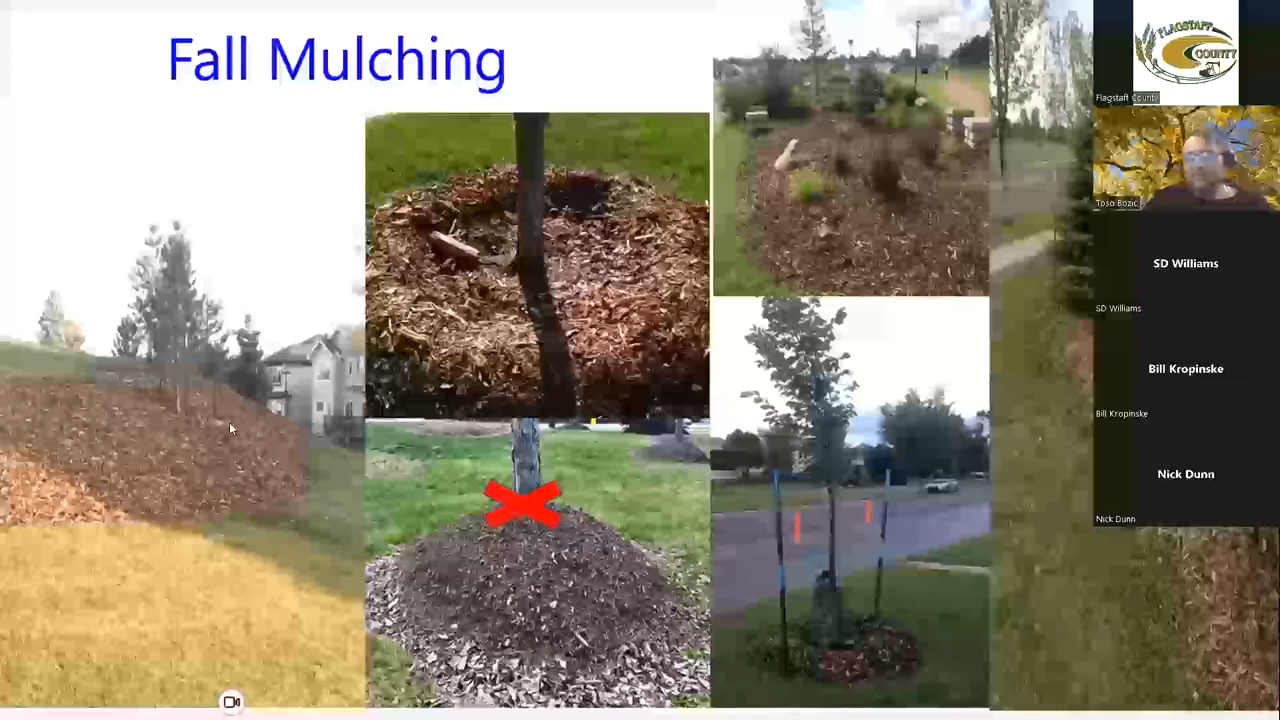 Fall Mulching
FLAGSTAFF
COUNTY
Flagstaff County
Toso Bozic
SD Williams
SD Williams
Bill Kropinske
Bill Kropinske
Nick Dunn
Nick Dunn